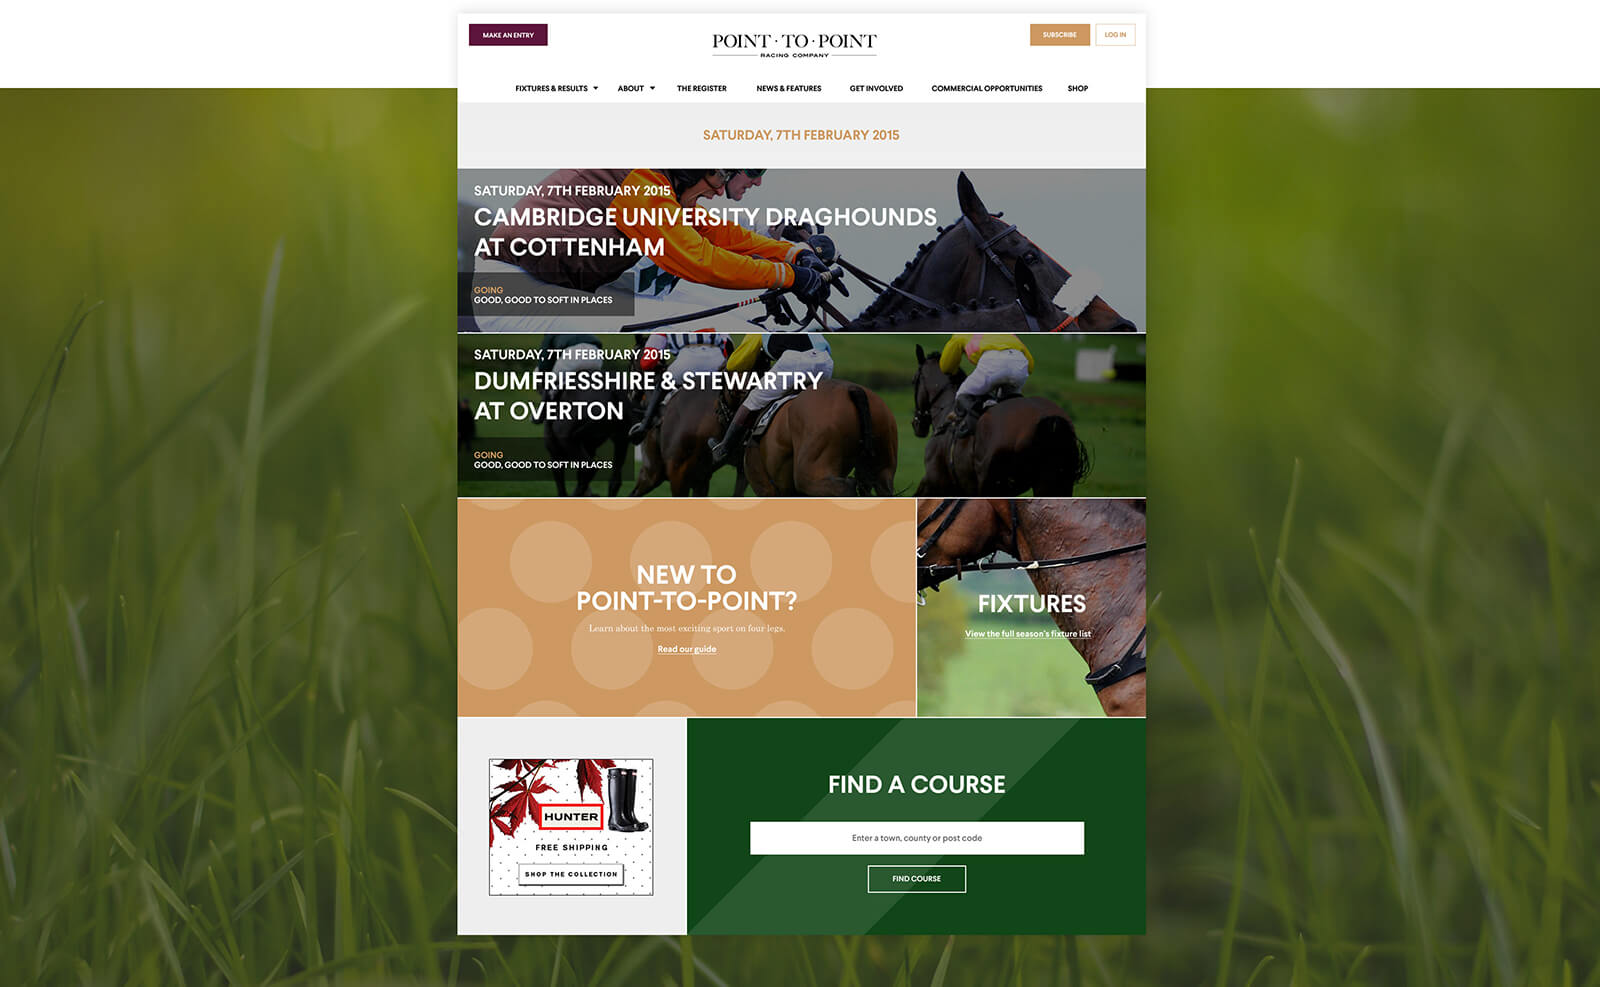 MAKE AN ENTRY
POINT · TO · POINT
RACING COMPANY
SUBSCRIBE
LOG IN
FIXTURES & RESULTS
ABOUT
THE REGISTER
NEWS & FEATURES
GET INVOLVED
COMMERCIAL OPPORTUNITIES
SHOP
SATURDAY, 7TH FEBRUARY 2015
SATURDAY, 7TH FEBRUARY 2015
CAMBRIDGE UNIVERSITY DRAGHOUNDS
AT COTTENHAM
GOING
GOOD, GOOD TO SOFT IN PLACES
SATURDAY, 7TH FEBRUARY 2015
DUMFRIESSHIRE & STEWARTRY
AT OVERTON
GOING
GOOD, GOOD TO SOFT IN PLACES
NEW TO
POINT-TO-POINT?
Learn about the most exciting sport on four legs.
Read our guide
FIXTURES
View the full season's fixture list
HUNTER
FREE SHIPPING
SHOP THE COLLECTION
FIND A COURSE
Enter a town, county or post code
FIND COURSE